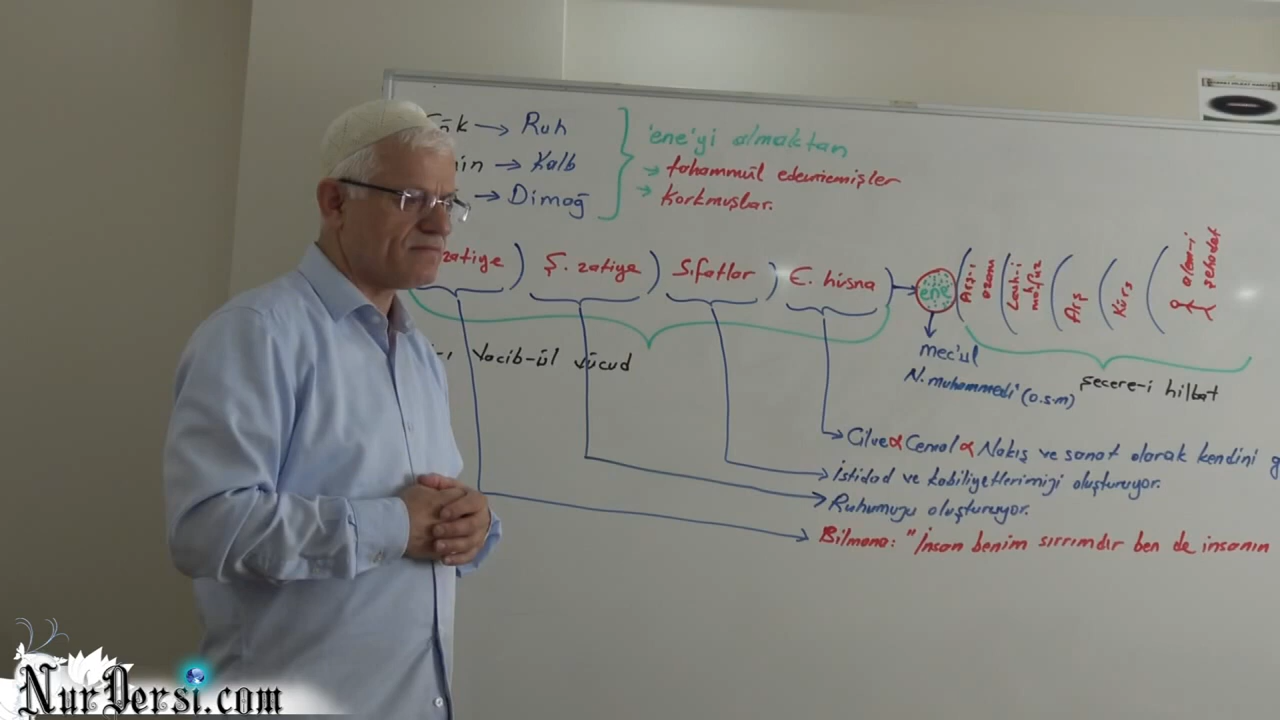 → Ruh
→ Kalb
→ Dimağ
'ene'yi almaktan
→ tahammül edememişler
→ Korkmuşlar.
zatiye ) Ş. zatiye ) Sıfatlar ) E. hüsna ) → ene
Arş-ı azam
Levh-i mahfuz
Arş
Kürs
alem-i şehadet
Vacib-ül vücud
mec'ul
N. muhammedi (a.s.m)
Şecere-i hilkat
Cilve α Cemal α Nakış ve sanat olarak kendini
İstidad ve kabiliyetlerimizi oluşturuyor.
Ruhumuzu oluşturuyor.
Bilmana: "İnsan benim sırrımdır ben de insanın
NurDersi.com